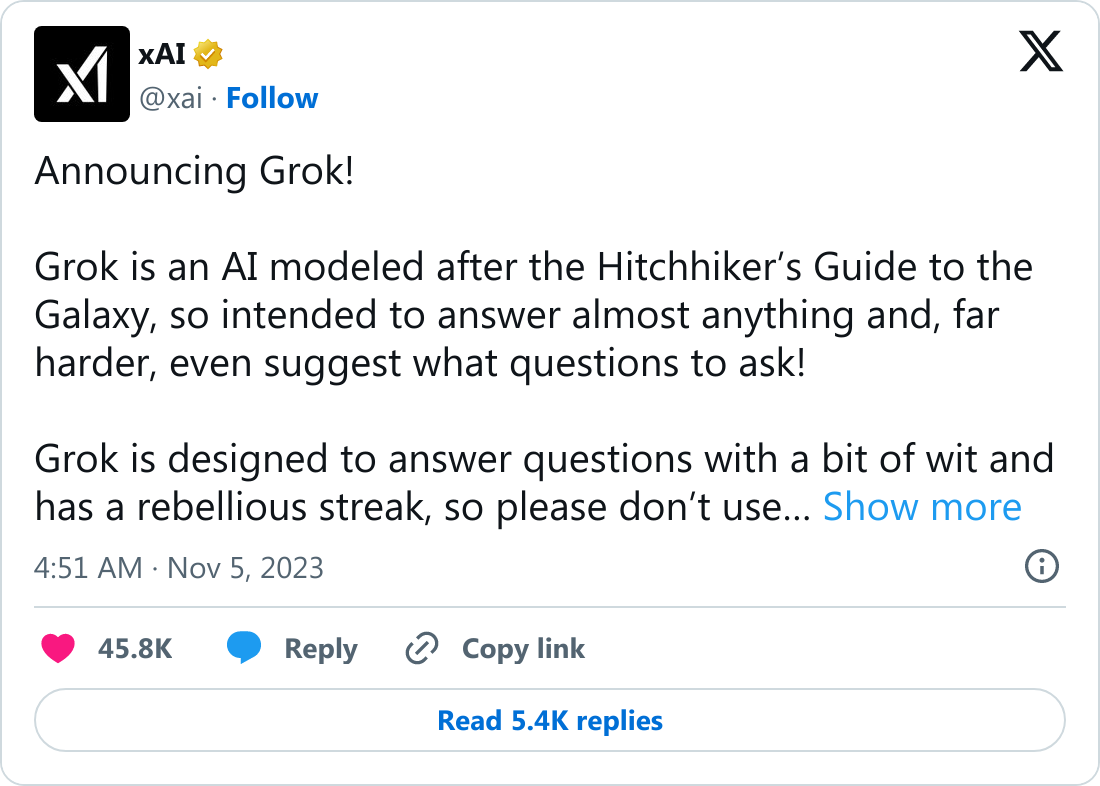 xAI
@xai · Follow
Announcing Grok!
Grok is an AI modeled after the Hitchhiker’s Guide to the
Galaxy, so intended to answer almost anything and, far
harder, even suggest what questions to ask!
Grok is designed to answer questions with a bit of wit and
has a rebellious streak, so please don’t use... Show more
4:51 AM · Nov 5, 2023
45.8K Reply Copy link
Read 5.4K replies